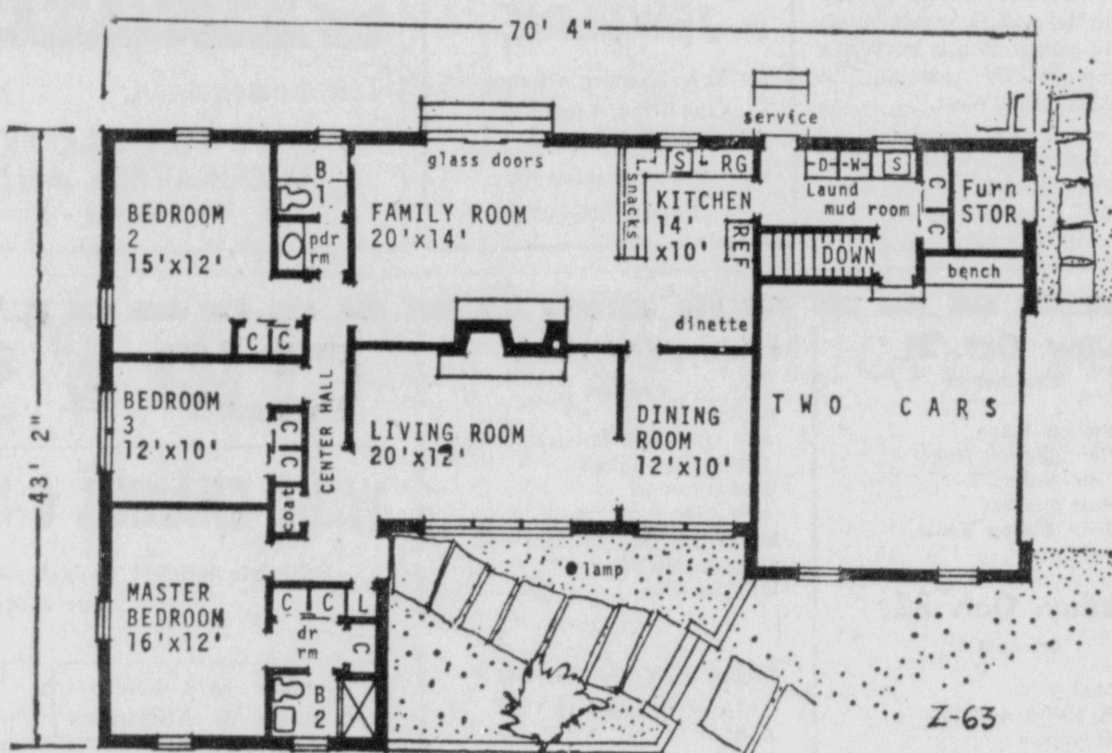 70' 4"
service
glass doors
B
1
pdr
rm
BEDROOM
2
15'x12'
FAMILY ROOM
20'x14'
Snacks
S
RG
KITCHEN
14'
x10'
REF
D-W
S
Laund
mud room
C
C
Furn
STOR
DOWN
bench
dinette
C
C
43' 2"
BEDROOM
3
12'x10'
C
C
coat
CENTER HALL
LIVING ROOM
20'x12'
DINING
ROOM
12'x10'
TWO CARS
lamp
MASTER
BEDROOM
16'x12'
C
C
L
dr
rm
C
B
2
Z-63